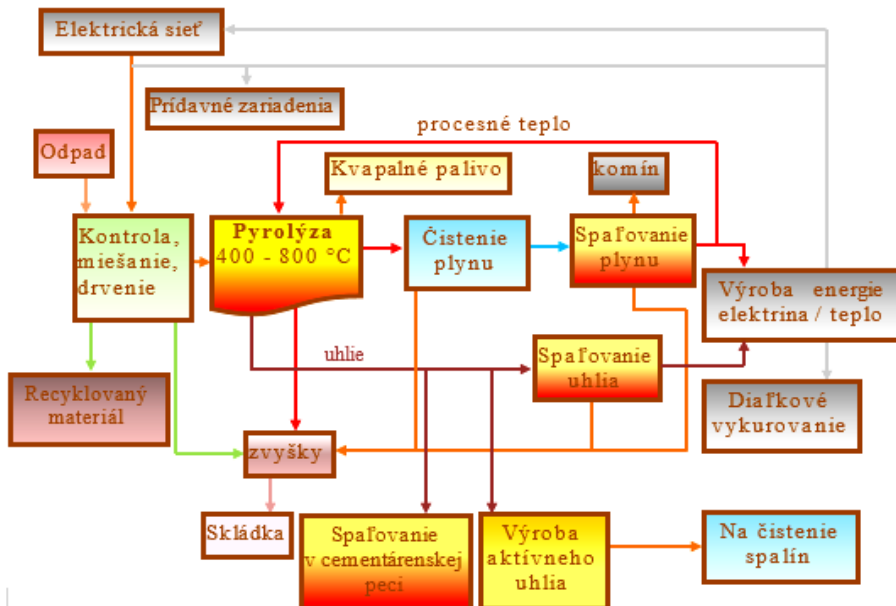 Elektrická sieť
Prídavné zariadenia
procesné teplo
Odpad
Kvapalné palivo
komín
Kontrola,
miešanie,
drvenie
Pyrolýza
400 - 800 °C
Čistenie
plynu
Spaľovanie
plynu
Výroba energie
elektrina / teplo
uhlie
Spaľovanie
uhlia
Recyklovaný
materiál
Diaľkové
vykurovanie
zvyšky
Skládka
Spaľovanie
v cementárenskej
peci
Výroba
aktívneho
uhlia
Na čistenie
spalín